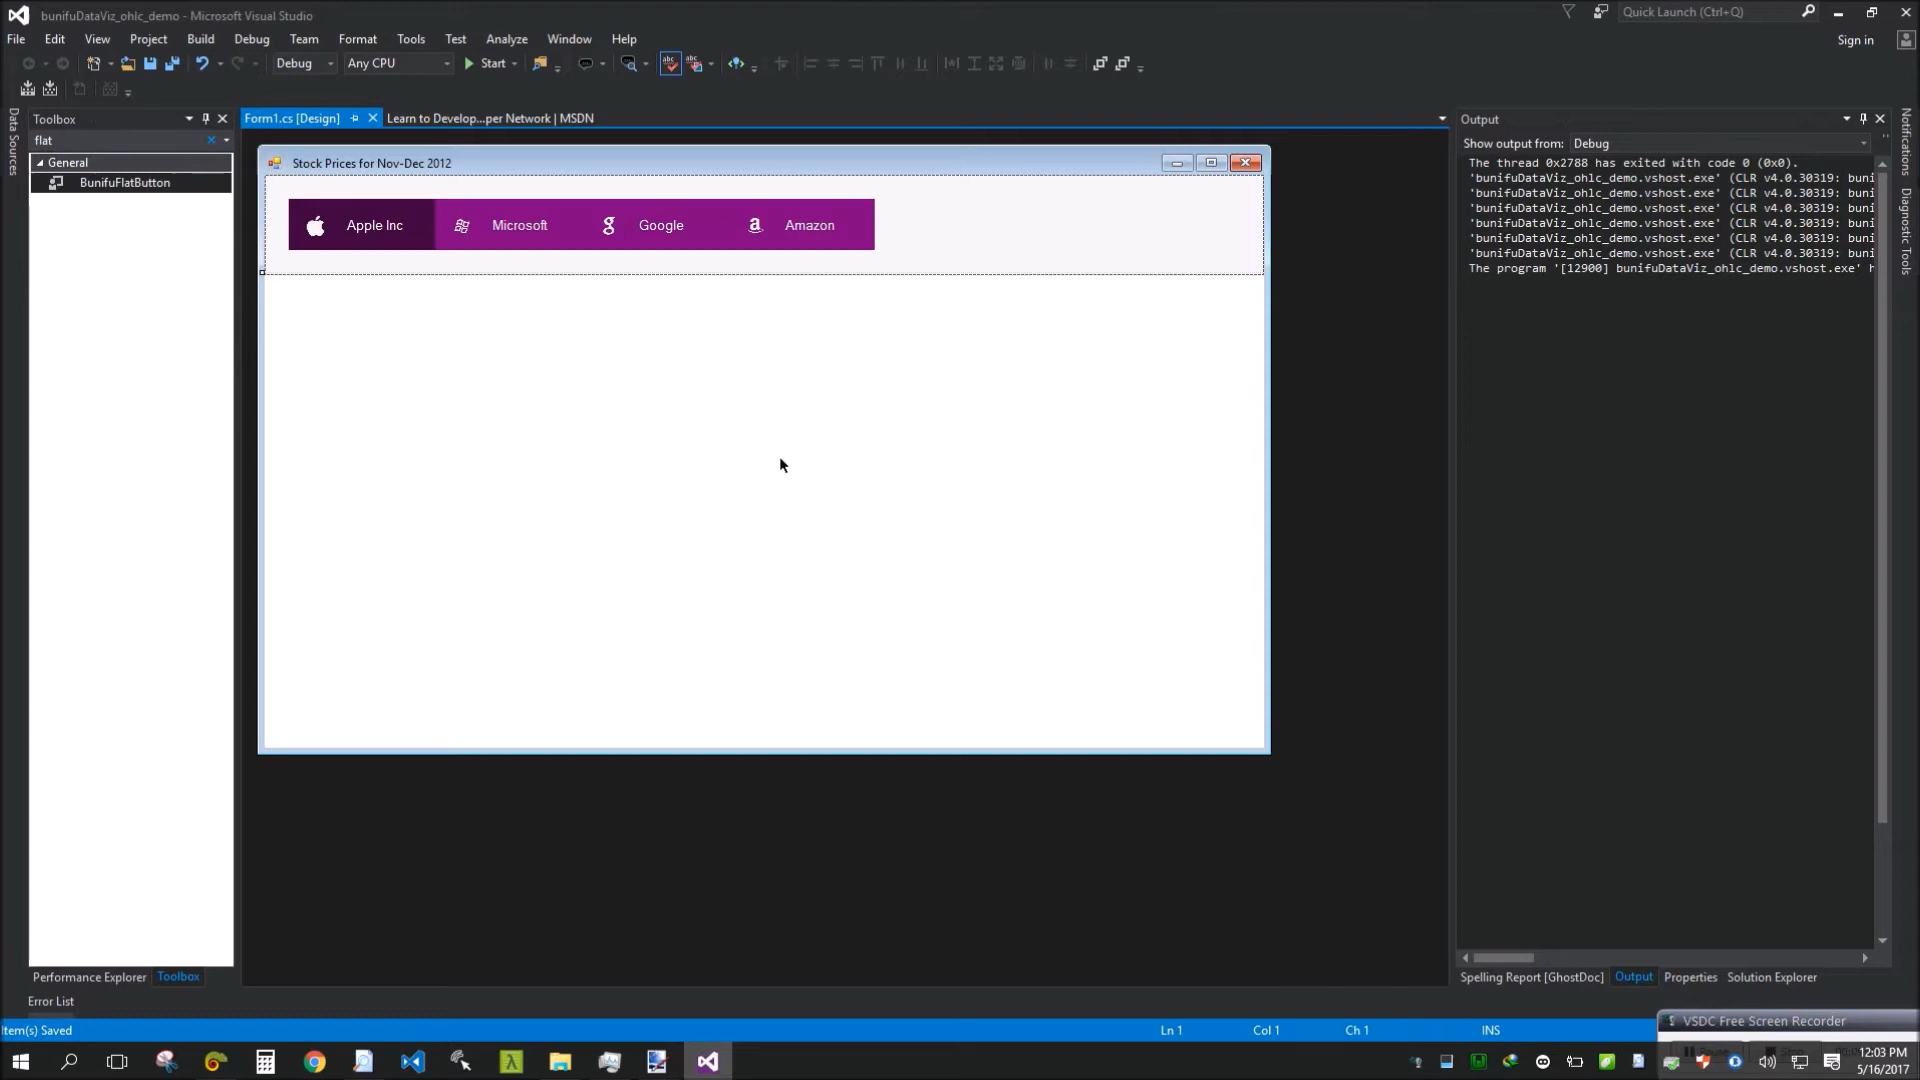 bunifuDataViz_ohlc_demo - Microsoft Visual Studio
Quick Launch (Ctrl+Q)
File Edit View Project Build Debug Team Format Tools Test Analyze Window Help
Sign in
Debug Any CPU Start
Data Sources
Toolbox
flat
General
BunifuFlatButton
Form1.cs [Design] Learn to Develop...per Network | MSDN
Stock Prices for Nov-Dec 2012
Apple Inc Microsoft Google Amazon
Output
Show output from: Debug
The thread 0x2788 has exited with code 0 (0x0).
'bunifuDataViz_ohlc_demo.vshost.exe' (CLR v4.0.30319: buni
'bunifuDataViz_ohlc_demo.vshost.exe' (CLR v4.0.30319: buni
'bunifuDataViz_ohlc_demo.vshost.exe' (CLR v4.0.30319: buni
'bunifuDataViz_ohlc_demo.vshost.exe' (CLR v4.0.30319: buni
'bunifuDataViz_ohlc_demo.vshost.exe' (CLR v4.0.30319: buni
'bunifuDataViz_ohlc_demo.vshost.exe' (CLR v4.0.30319: buni
The program '[12900] bunifuDataViz_ohlc_demo.vshost.exe' h
Notifications
Diagnostic Tools
Performance Explorer Toolbox
Spelling Report [GhostDoc] Output Properties Solution Explorer
Error List
Item(s) Saved
Ln 1 Col 1 Ch 1 INS
VSDC Free Screen Recorder
12:03 PM
5/16/2017